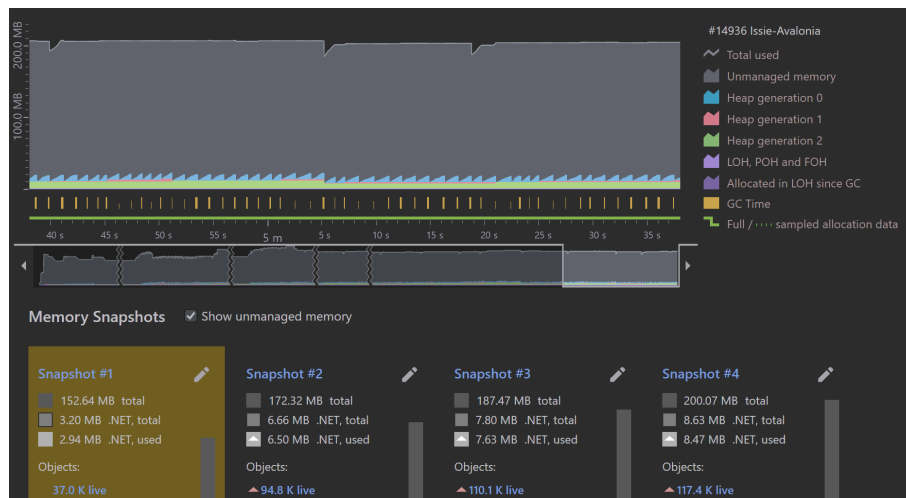 #14936 Issie-Avalonia
200.0 MB
100.0 MB
Total used
Unmanaged memory
Heap generation 0
Heap generation 1
Heap generation 2
LOH, POH and FOH
Allocated in LOH since GC
GC Time
Full / ···· sampled allocation data
40 s 45 s 50 s 55 s 5 m 5 s 10 s 15 s 20 s 25 s 30 s 35 s
Memory Snapshots Show unmanaged memory
Snapshot #1
152.64 MB total
3.20 MB .NET, total
2.94 MB .NET, used
Objects:
37.0 K live
Snapshot #2
172.32 MB total
6.66 MB .NET, total
6.50 MB .NET, used
Objects:
94.8 K live
Snapshot #3
187.47 MB total
7.80 MB .NET, total
7.63 MB .NET, used
Objects:
110.1 K live
Snapshot #4
200.07 MB total
8.63 MB .NET, total
8.47 MB .NET, used
Objects:
117.4 K live